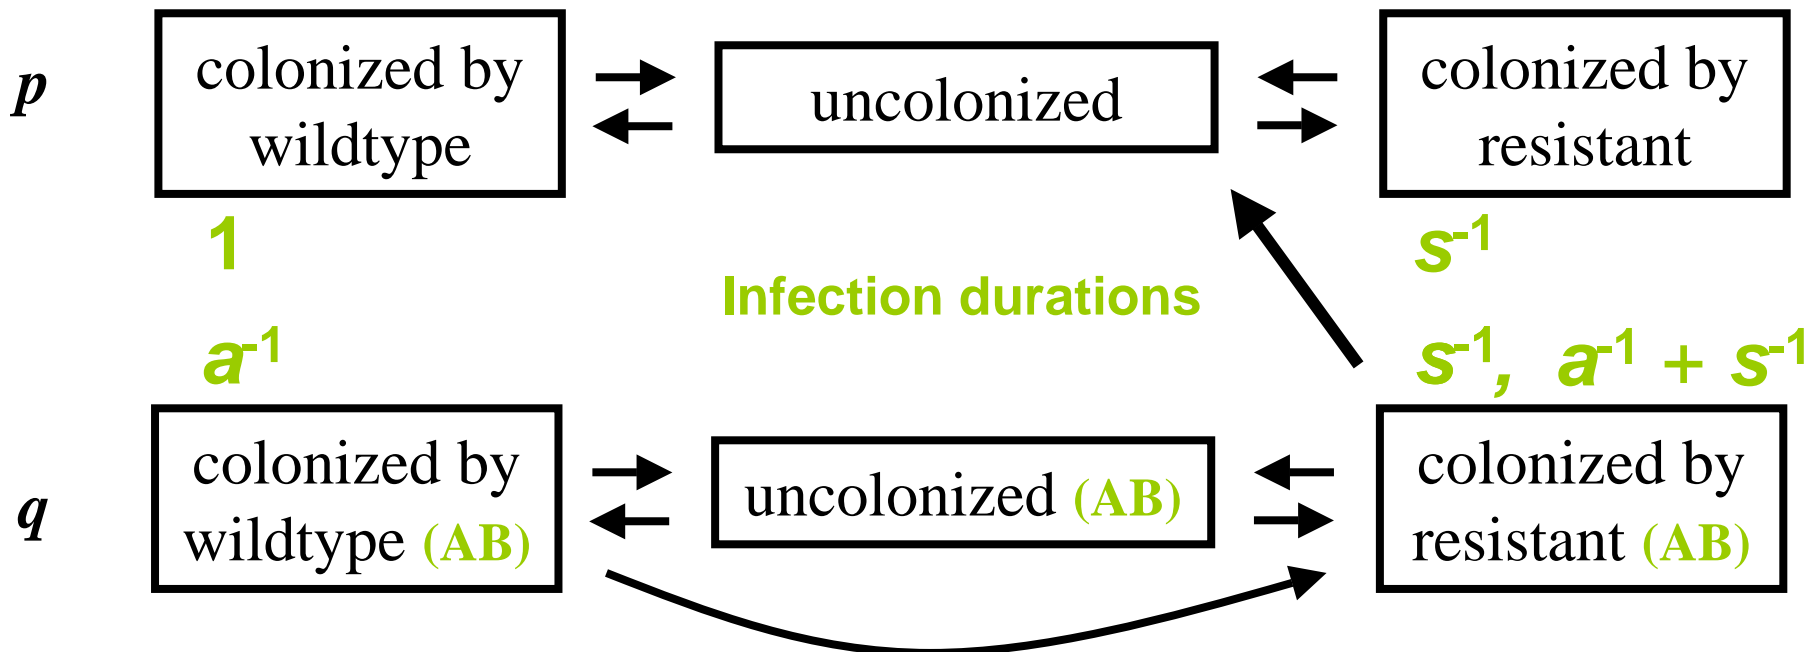 p
colonized by
wildtype
uncolonized
colonized by
resistant
1
s⁻¹
Infection durations
a⁻¹
s⁻¹, a⁻¹ + s⁻¹
q
colonized by
wildtype (AB)
uncolonized (AB)
colonized by
resistant (AB)